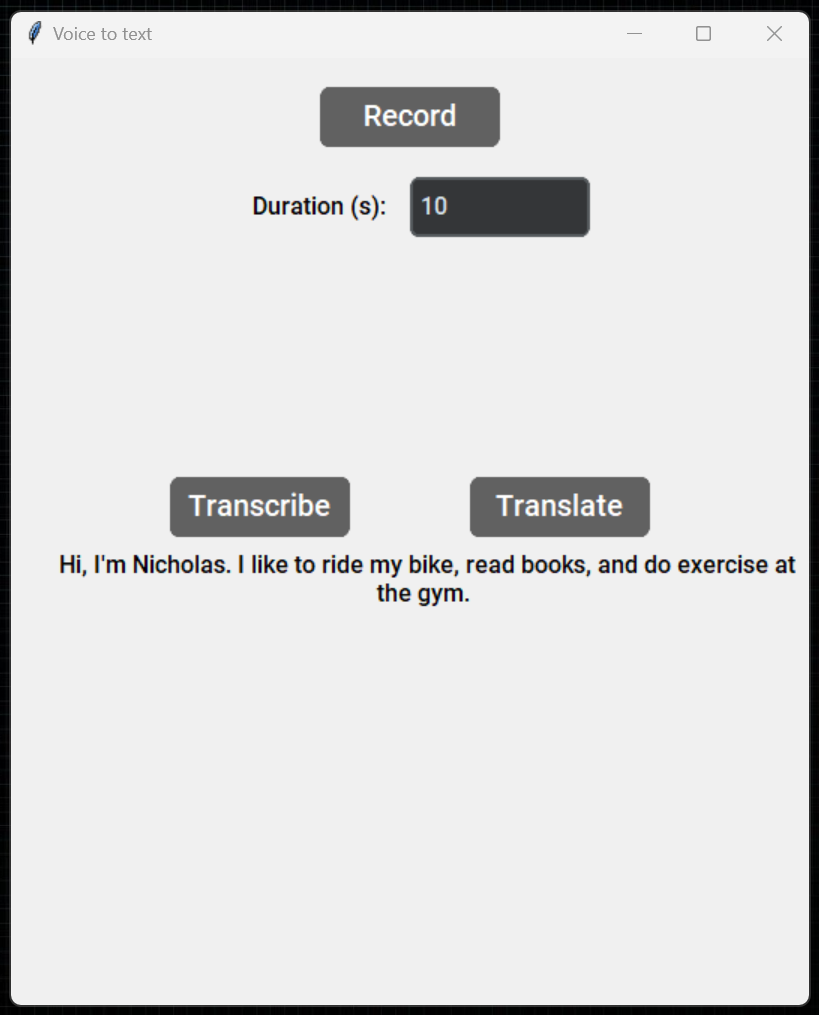 Voice to text
Record
Duration (s): 10
Transcribe Translate
Hi, I'm Nicholas. I like to ride my bike, read books, and do exercise at
the gym.